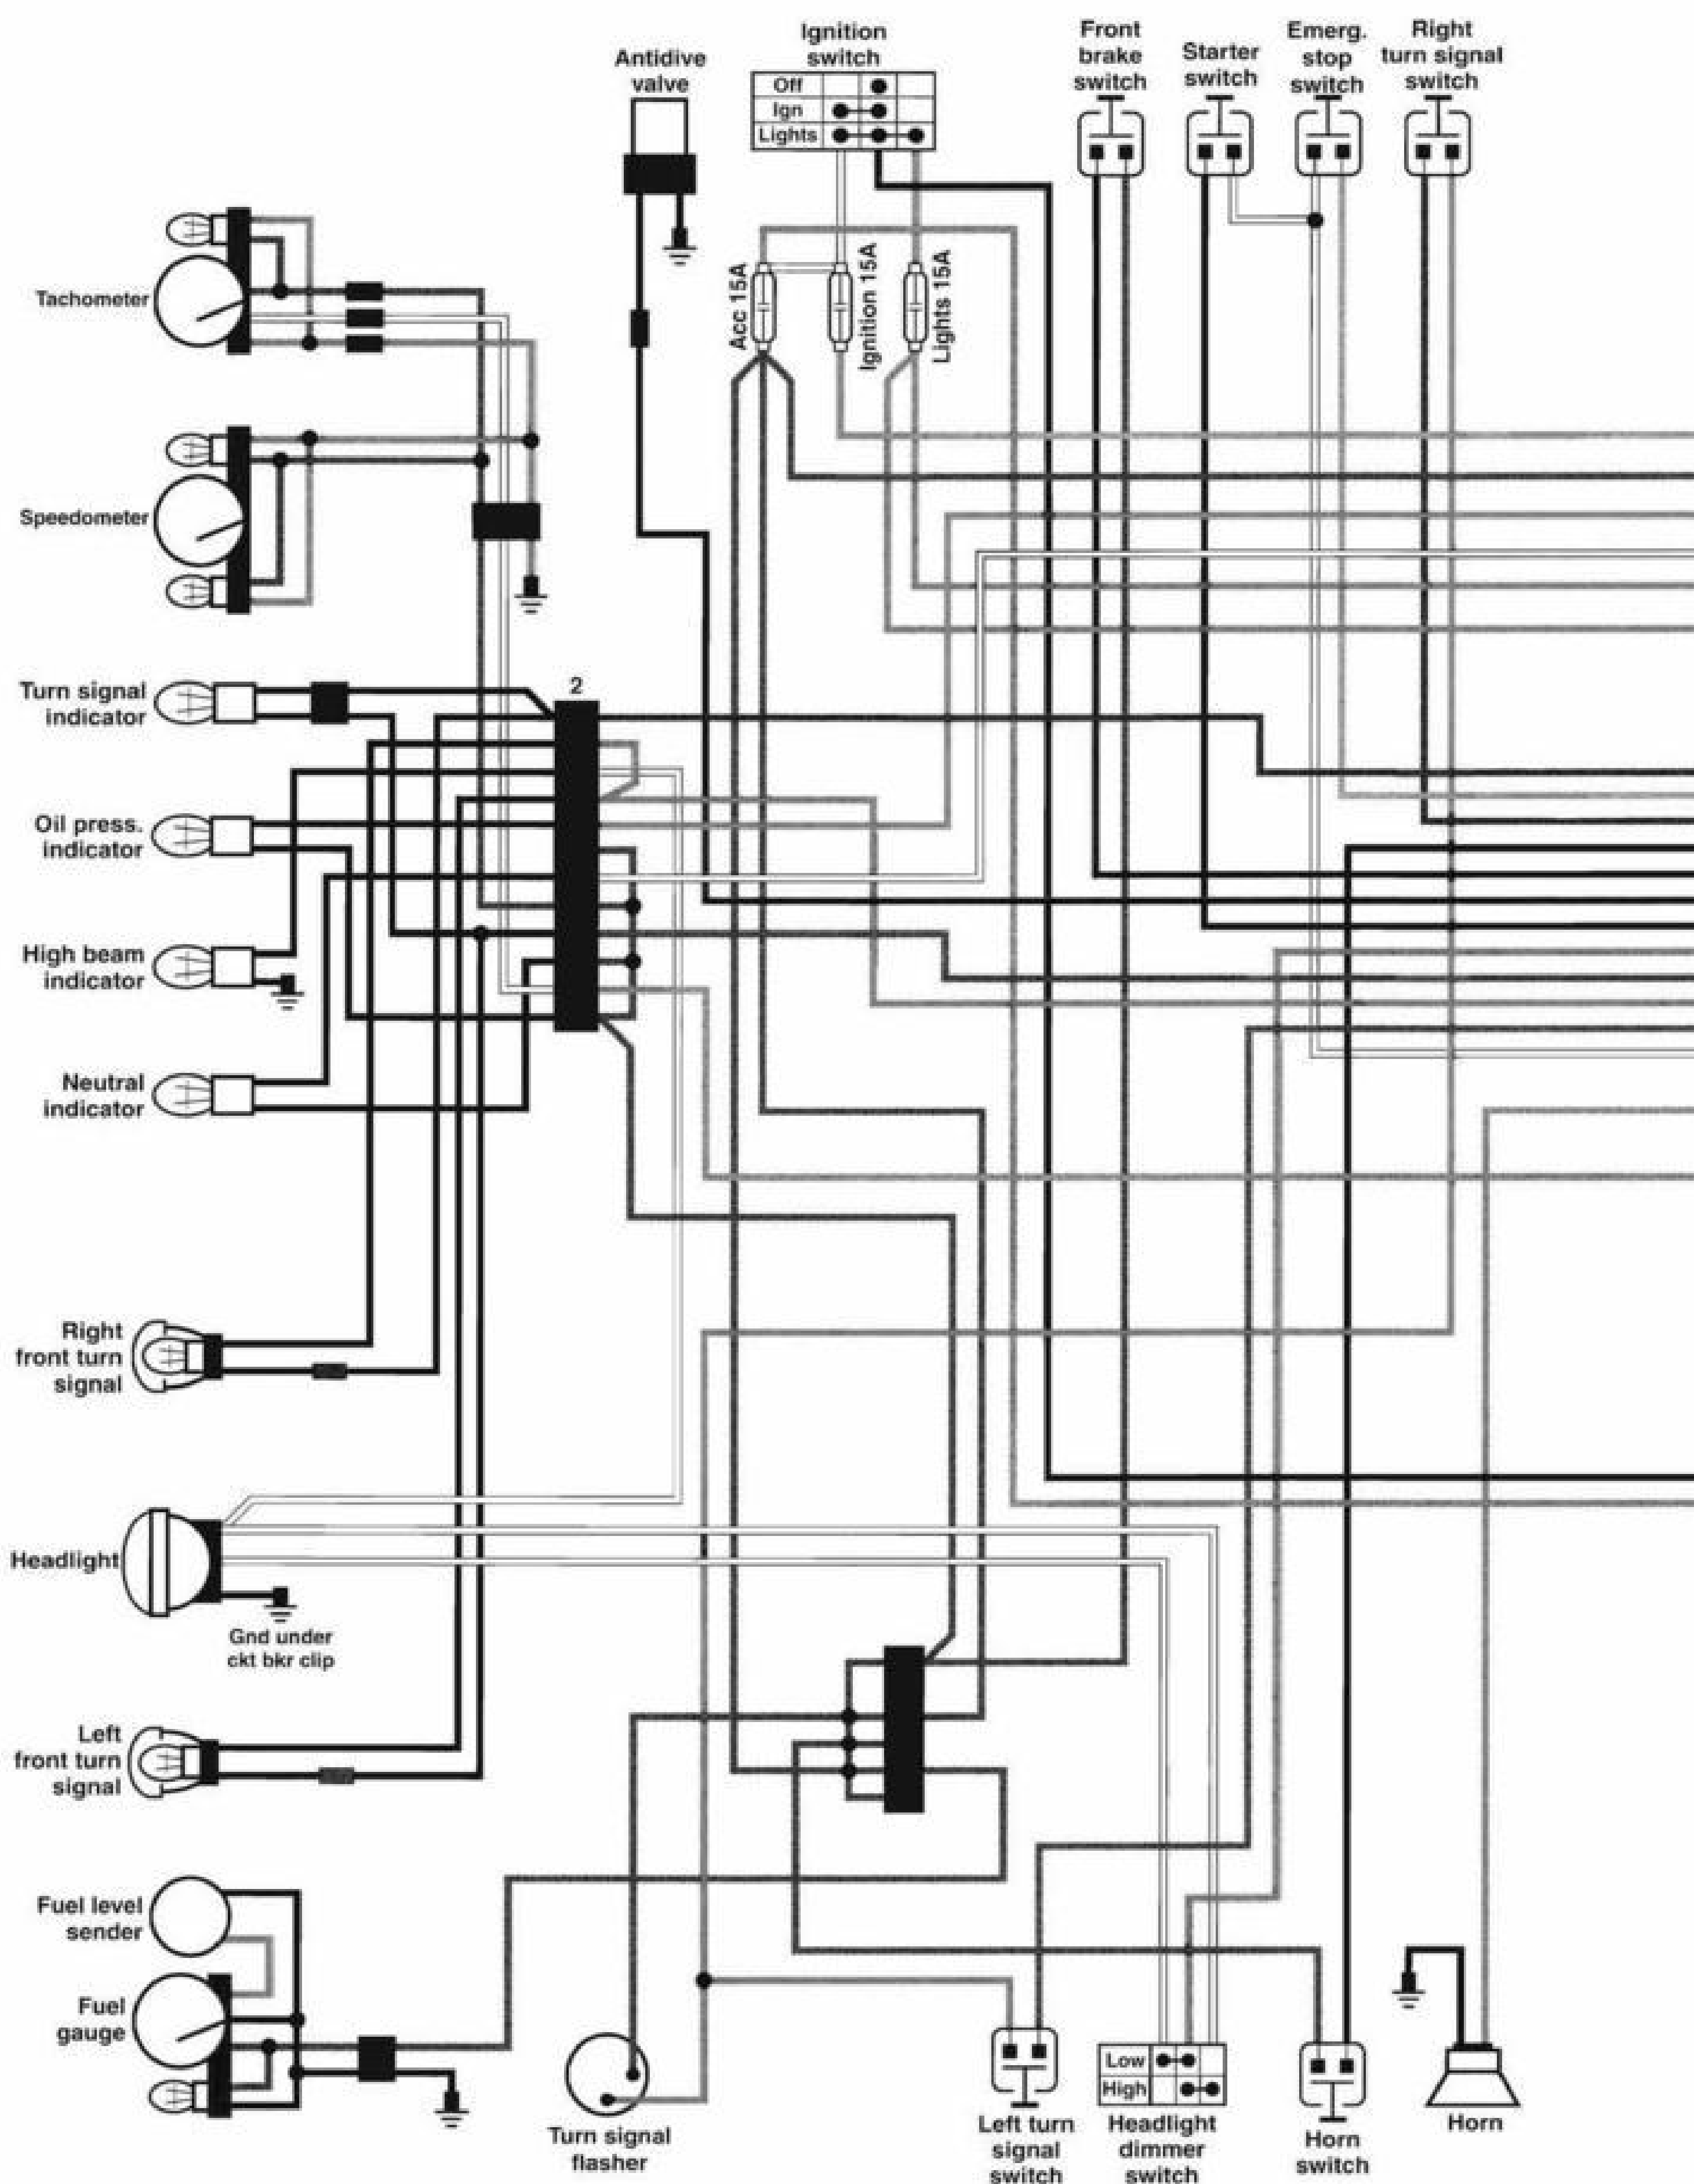 Ignition
switch
Off
Ign
Lights
Antidive
valve
Front
brake
switch
Starter
switch
Emerg.
stop
switch
Right
turn signal
switch
Acc 15A
Ignition 15A
Lights 15A
Tachometer
Speedometer
Turn signal
indicator
2
Oil press.
indicator
High beam
indicator
Neutral
indicator
Right
front turn
signal
Headlight
Gnd under
ckt bkr clip
Left
front turn
signal
Fuel level
sender
Fuel
gauge
Turn signal
flasher
Left turn
signal
switch
Low
High
Headlight
dimmer
switch
Horn
switch
Horn